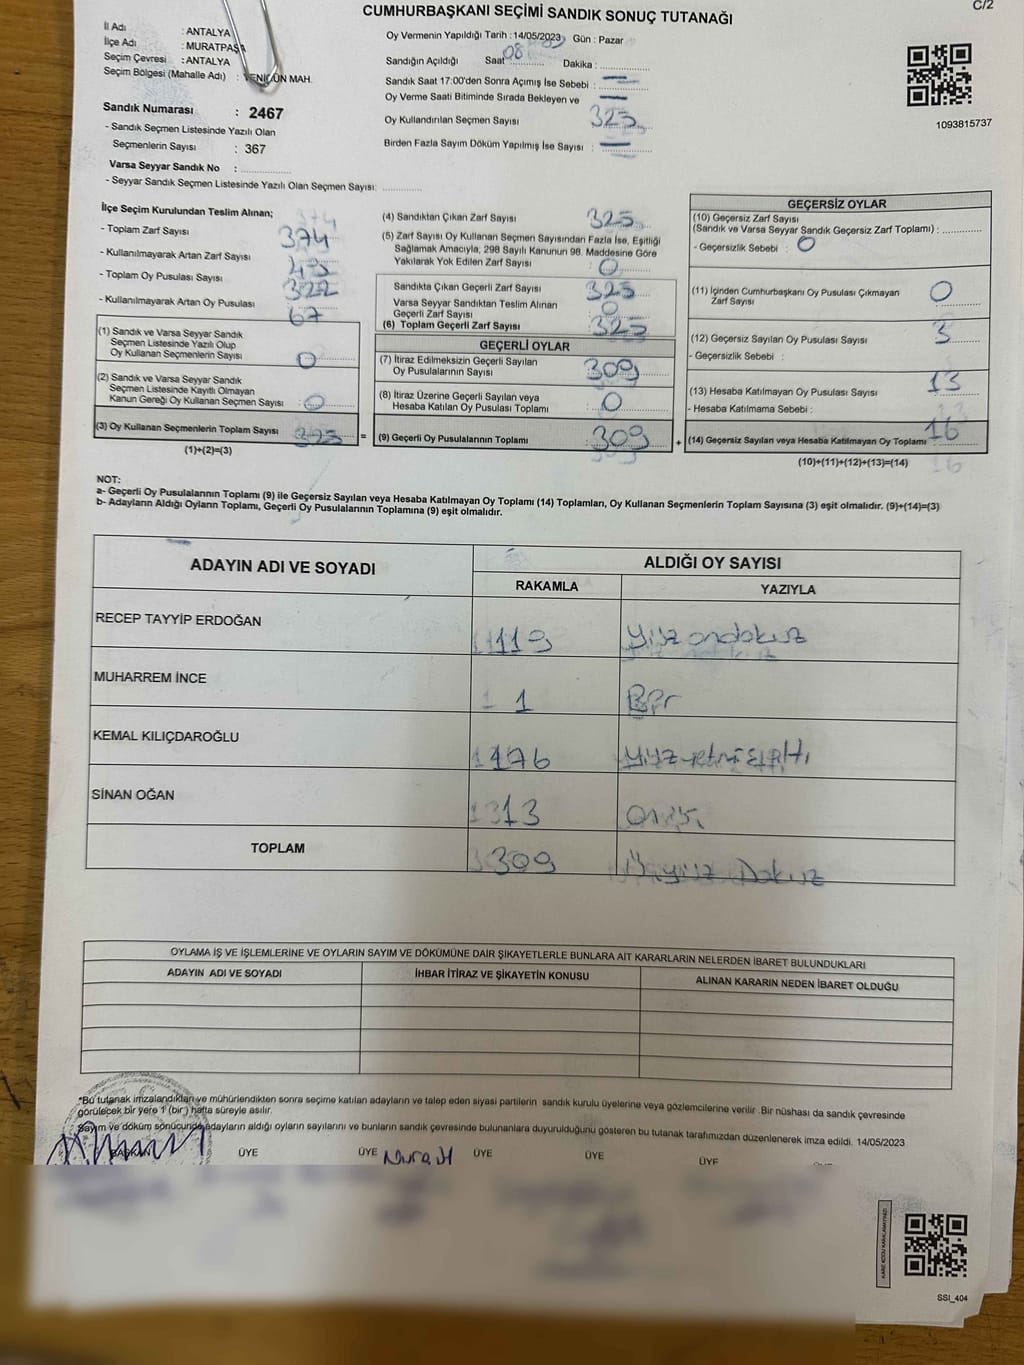 C/2
CUMHURBAŞKANI SEÇİMİ SANDIK SONUÇ TUTANAĞI
İl Adı : ANTALYA
İlçe Adı : MURATPAŞA
Seçim Çevresi : ANTALYA
Seçim Bölgesi (Mahalle Adı) : YENİGÜN MAH.
Sandık Numarası : 2467
- Sandık Seçmen Listesinde Yazılı Olan
Seçmenlerin Sayısı : 367
Varsa Seyyar Sandık No :
- Seyyar Sandık Seçmen Listesinde Yazılı Olan Seçmen Sayısı:
Oy Vermenin Yapıldığı Tarih : 14/05/2023 Gün : Pazar
Sandığın Açıldığı Saat 08 Dakika :
Sandık Saat 17:00'den Sonra Açımış İse Sebebi : —
Oy Verme Saati Bitiminde Sırada Bekleyen ve —
Oy Kullandırılan Seçmen Sayısı 325
Birden Fazla Sayım Döküm Yapılmış İse Sayısı : —
1093815737
İlçe Seçim Kurulundan Teslim Alınan;
- Toplam Zarf Sayısı 374
- Kullanılmayarak Artan Zarf Sayısı
- Toplam Oy Pusulası Sayısı 322
- Kullanılmayarak Artan Oy Pusulası 67
(1) Sandık ve Varsa Seyyar Sandık
Seçmen Listesinde Yazılı Olup
Oy Kullanan Seçmenlerin Sayısı 0
(2) Sandık ve Varsa Seyyar Sandık
Seçmen Listesinde Kayıtlı Olmayan
Kanun Gereği Oy Kullanan Seçmen Sayısı : 0
(3) Oy Kullanan Seçmenlerin Toplam Sayısı 325
(1)+(2)=(3)
(4) Sandıktan Çıkan Zarf Sayısı 325
(5) Zarf Sayısı Oy Kullanan Seçmen Sayısından Fazla İse, Eşitliği
Sağlamak Amacıyla, 298 Sayılı Kanunun 98. Maddesine Göre
Yakılarak Yok Edilen Zarf Sayısı : 0
Sandıkta Çıkan Geçerli Zarf Sayısı 325
Varsa Seyyar Sandıktan Teslim Alınan
Geçerli Zarf Sayısı 0
(6) Toplam Geçerli Zarf Sayısı 325
GEÇERLİ OYLAR
(7) İtiraz Edilmeksizin Geçerli Sayılan
Oy Pusulalarının Sayısı 309
(8) İtiraz Üzerine Geçerli Sayılan veya
Hesaba Katılan Oy Pusulası Toplamı 0
= (9) Geçerli Oy Pusulalarının Toplamı 309
GEÇERSİZ OYLAR
(10) Geçersiz Zarf Sayısı
(Sandık ve Varsa Seyyar Sandık Geçersiz Zarf Toplamı) :
- Geçersizlik Sebebi : 0
(11) İçinden Cumhurbaşkanı Oy Pusulası Çıkmayan
Zarf Sayısı 0
(12) Geçersiz Sayılan Oy Pusulası Sayısı 3
- Geçersizlik Sebebi :
(13) Hesaba Katılmayan Oy Pusulası Sayısı 13
- Hesaba Katılmama Sebebi :
+ (14) Geçersiz Sayılan veya Hesaba Katılmayan Oy Toplamı 16
(10)+(11)+(12)+(13)=(14)
NOT:
a- Geçerli Oy Pusulalarının Toplamı (9) ile Geçersiz Sayılan veya Hesaba Katılmayan Oy Toplamı (14) Toplamları, Oy Kullanan Seçmenlerin Toplam Sayısına (3) eşit olmalıdır. (9)+(14)=(3)
b- Adayların Aldığı Oyların Toplamı, Geçerli Oy Pusulalarının Toplamına (9) eşit olmalıdır.
ADAYIN ADI VE SOYADI ALDIĞI OY SAYISI
RAKAMLA YAZIYLA
RECEP TAYYİP ERDOĞAN 119 Yüzondokuz
MUHARREM İNCE 1 Bir
KEMAL KILIÇDAROĞLU 176 Yüzyetmişaltı
SİNAN OĞAN 13 Onüç
TOPLAM 309 Üçyüz Dokuz
OYLAMA İŞ VE İŞLEMLERİNE VE OYLARIN SAYIM VE DÖKÜMÜNE DAİR ŞİKAYETLERLE BUNLARA AİT KARARLARIN NELERDEN İBARET BULUNDUKLARI
ADAYIN ADI VE SOYADI İHBAR İTİRAZ VE ŞİKAYETİN KONUSU ALINAN KARARIN NEDEN İBARET OLDUĞU
*Bu tutanak imzalandıktan ve mühürlendikten sonra seçime katılan adayların ve talep eden siyasi partilerin sandık kurulu üyelerine veya gözlemcilerine verilir .Bir nüshası da sandık çevresinde
görülecek bir yere 1 (bir) hafta süreyle asılır.
Sayım ve döküm sonucunda adayların aldığı oyların sayılarını ve bunların sandık çevresinde bulunanlara duyurulduğunu gösteren bu tutanak tarafımızdan düzenlenerek imza edildi. 14/05/2023
BAŞKAN ÜYE ÜYE ÜYE ÜYE ÜYE
SSI_404